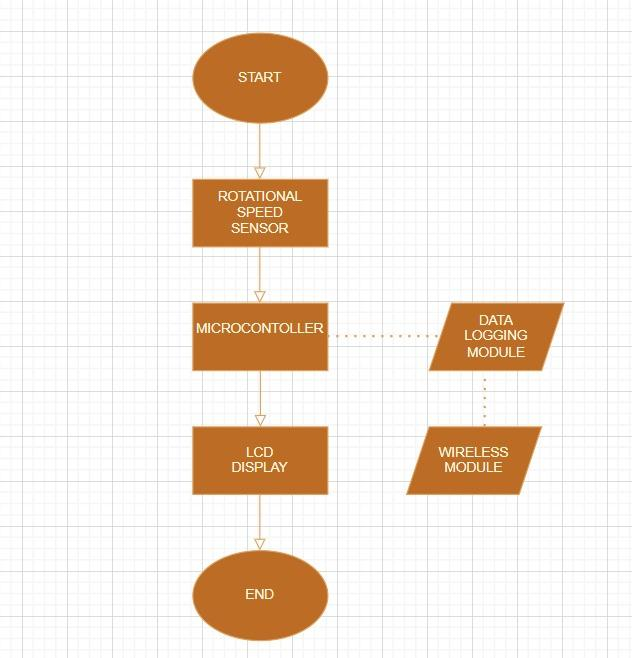 START
ROTATIONAL
SPEED
SENSOR
MICROCONTOLLER
DATA
LOGGING
MODULE
LCD
DISPLAY
WIRELESS
MODULE
END